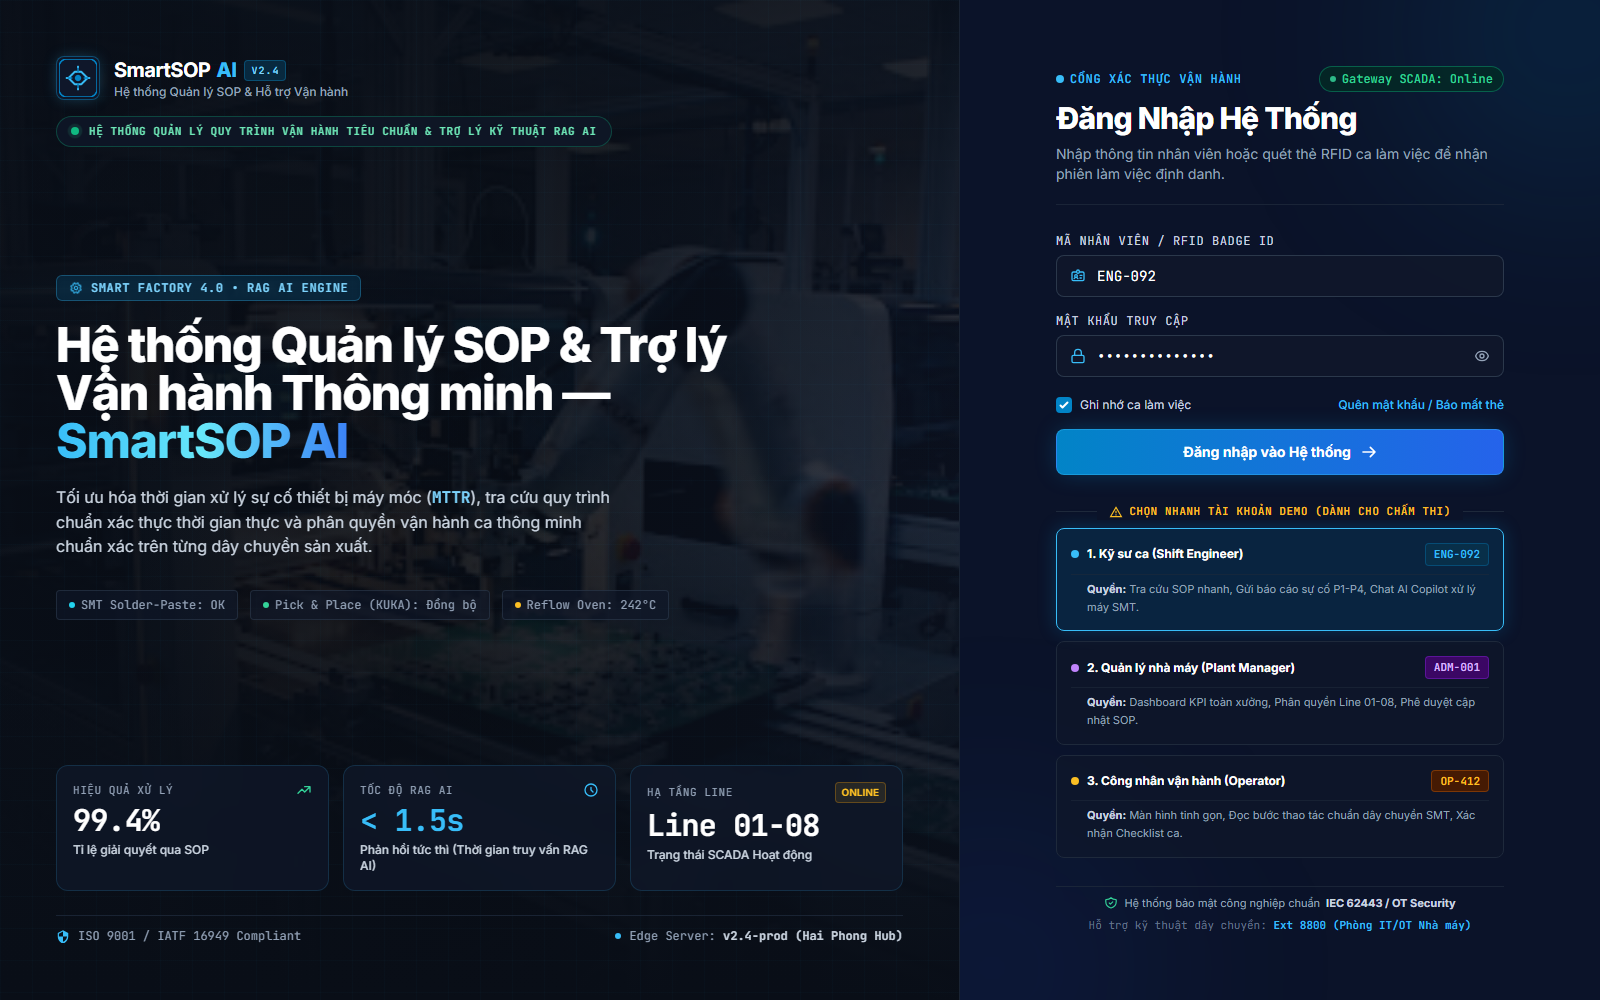 SmartSOP AI V2.4
Hệ thống Quản lý SOP & Hỗ trợ Vận hành
HỆ THỐNG QUẢN LÝ QUY TRÌNH VẬN HÀNH TIÊU CHUẨN & TRỢ LÝ KỸ THUẬT RAG AI
SMART FACTORY 4.0 • RAG AI ENGINE
Hệ thống Quản lý SOP & Trợ lý
Vận hành Thông minh —
SmartSOP AI
Tối ưu hóa thời gian xử lý sự cố thiết bị máy móc (MTTR), tra cứu quy trình
chuẩn xác thực thời gian thực và phân quyền vận hành ca thông minh
chuẩn xác trên từng dây chuyền sản xuất.
SMT Solder-Paste: OK
Pick & Place (KUKA): Đồng bộ
Reflow Oven: 242°C
HIỆU QUẢ XỬ LÝ
99.4%
Tỉ lệ giải quyết qua SOP
TỐC ĐỘ RAG AI
< 1.5s
Phản hồi tức thì (Thời gian truy vấn RAG
AI)
HẠ TẦNG LINE
ONLINE
Line 01-08
Trạng thái SCADA Hoạt động
ISO 9001 / IATF 16949 Compliant
Edge Server: v2.4-prod (Hai Phong Hub)
CỔNG XÁC THỰC VẬN HÀNH
Gateway SCADA: Online
Đăng Nhập Hệ Thống
Nhập thông tin nhân viên hoặc quét thẻ RFID ca làm việc để nhận
phiên làm việc định danh.
MÃ NHÂN VIÊN / RFID BADGE ID
ENG-092
MẬT KHẨU TRUY CẬP
••••••••••••••
Ghi nhớ ca làm việc
Quên mật khẩu / Bảo mật thẻ
Đăng nhập vào Hệ thống →
CHỌN NHANH TÀI KHOẢN DEMO (DÀNH CHO CHẤM THI)
1. Kỹ sư ca (Shift Engineer)
ENG-092
Quyền: Tra cứu SOP nhanh, Gửi báo cáo sự cố P1-P4, Chat AI Copilot xử lý
máy SMT.
2. Quản lý nhà máy (Plant Manager)
ADM-001
Quyền: Dashboard KPI toàn xưởng, Phân quyền Line 01-08, Phê duyệt cập
nhật SOP.
3. Công nhân vận hành (Operator)
OP-412
Quyền: Màn hình tinh gọn, Đọc bước thao tác chuẩn dây chuyền SMT, Xác
nhận Checklist ca.
Hệ thống bảo mật công nghiệp chuẩn IEC 62443 / OT Security
Hỗ trợ kỹ thuật dây chuyền: Ext 8800 (Phòng IT/OT Nhà máy)